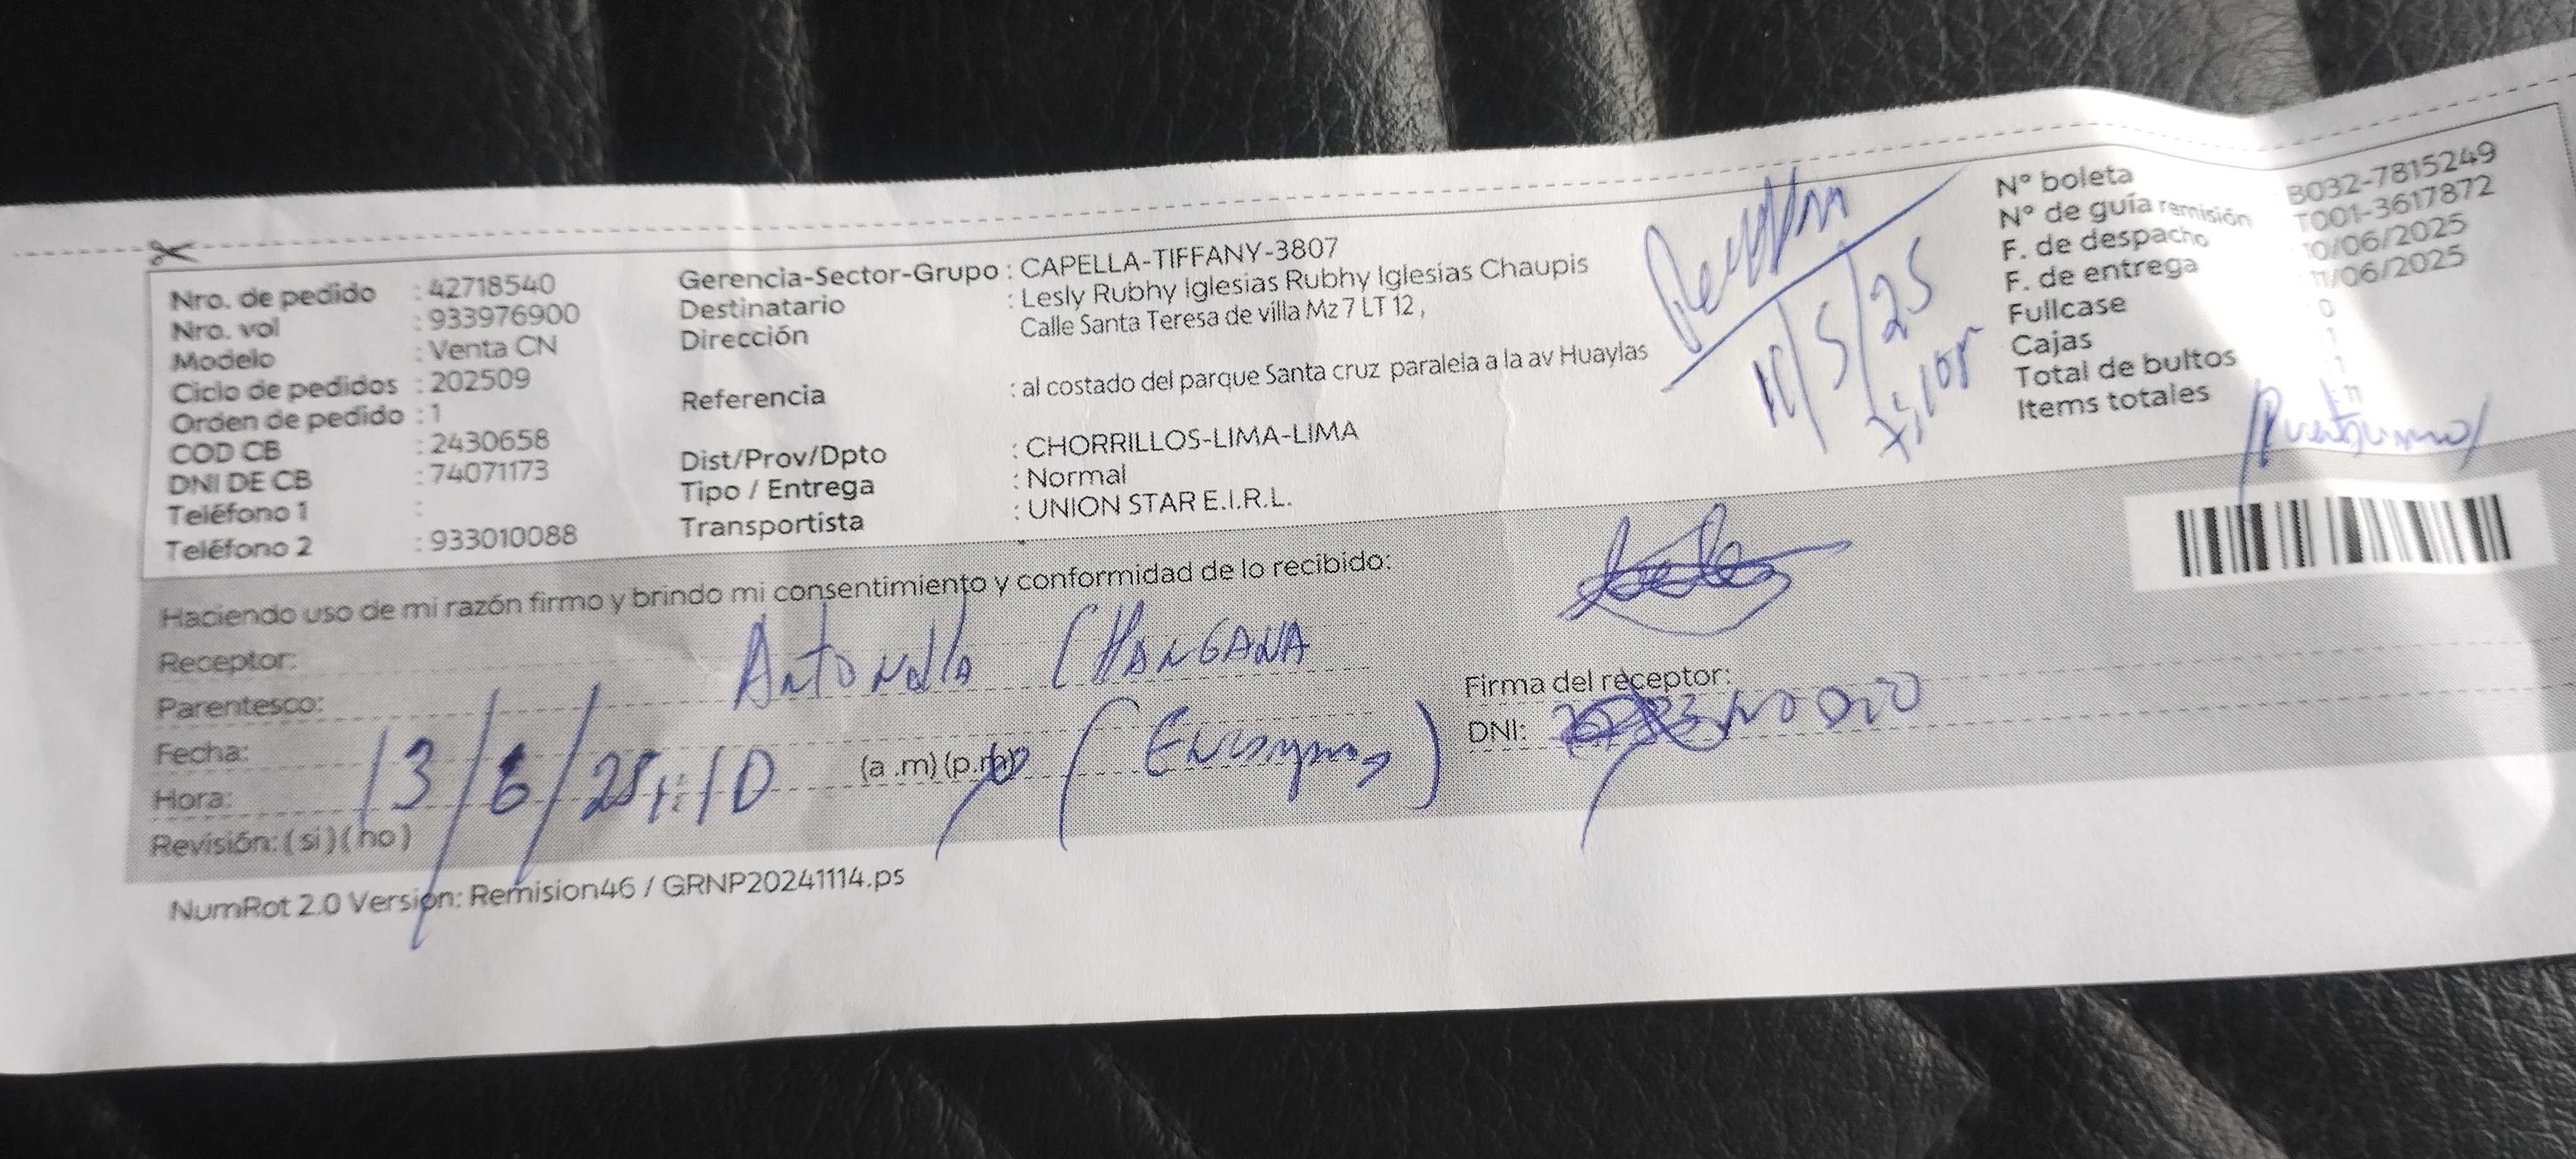 Nro. de pedido : 42718540
Nro. vol : 933976900
Modelo : Venta CN
Ciclo de pedidos : 202509
Orden de pedido : 1
COD CB : 2430658
DNI DE CB : 74071173
Teléfono 1 :
Teléfono 2 : 933010088
Gerencia-Sector-Grupo : CAPELLA-TIFFANY-3807
Destinatario : Lesly Rubhy Iglesias Rubhy Iglesias Chaupis
Dirección Calle Santa Teresa de villa Mz 7 LT 12 ,
Referencia : al costado del parque Santa cruz paralela a la av Huaylas
Dist/Prov/Dpto : CHORRILLOS-LIMA-LIMA
Tipo / Entrega : Normal
Transportista : UNION STAR E.I.R.L.
11/5/25
N° boleta B032-7815249
N° de guía remisión T001-3617872
F. de despacho 10/06/2025
F. de entrega 11/06/2025
Fullcase 0
Cajas 1
Total de bultos 1
Items totales : 11
Haciendo uso de mi razón firmo y brindo mi consentimiento y conformidad de lo recibido:
Receptor: Antonella CHANGANA
Parentesco:
Fecha: 13/6/25
Hora: (a .m) (p.m)
Revisión: ( si ) ( no )
Firma del receptor:
DNI: NO DIO
NumRot 2.0 Version: Remision46 / GRNP20241114.ps